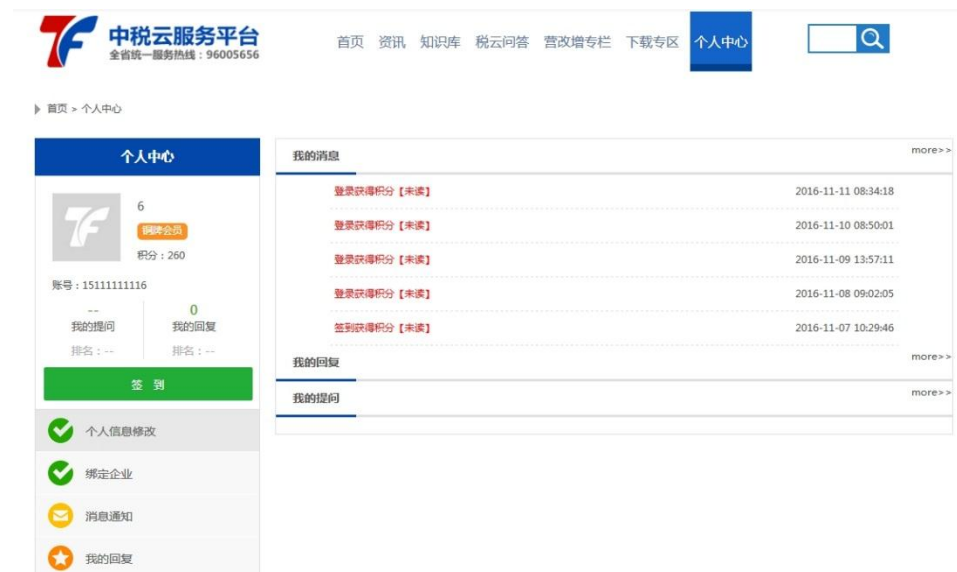 中税云服务平台
全省统一服务热线：96005656
首页 资讯 知识库 税云问答 营改增专栏 下载专区 个人中心
首页 > 个人中心
个人中心
6
铜牌会员
积分：260
账号：15111111116
-- 0
我的提问 我的回复
排名：-- 排名：--
签 到
个人信息修改
绑定企业
消息通知
我的回复
我的消息 more>>
登录获得积分【未读】 2016-11-11 08:34:18
登录获得积分【未读】 2016-11-10 08:50:01
登录获得积分【未读】 2016-11-09 13:57:11
登录获得积分【未读】 2016-11-08 09:02:05
签到获得积分【未读】 2016-11-07 10:29:46
我的回复 more>>
我的提问 more>>